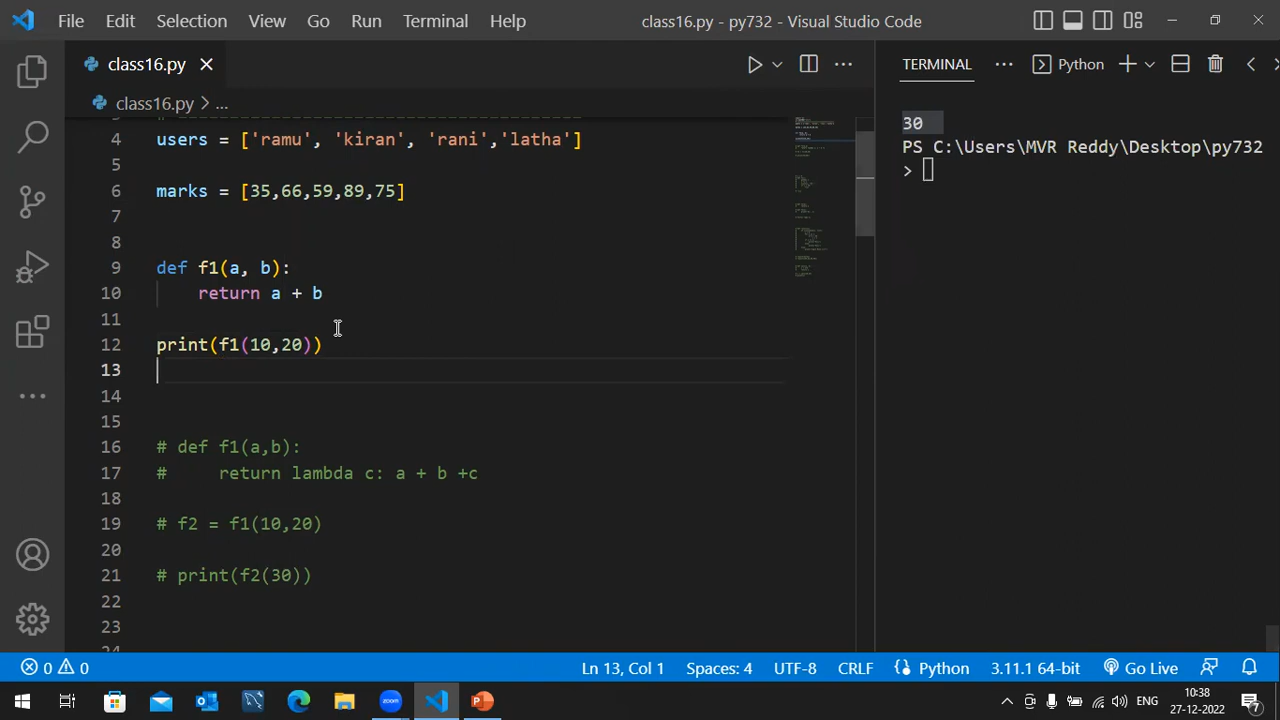 File Edit Selection View Go Run Terminal Help class16.py - py732 - Visual Studio Code
class16.py
class16.py > ...
4 users = ['ramu', 'kiran', 'rani','latha']
5
6 marks = [35,66,59,89,75]
7
8
9 def f1(a, b):
10 return a + b
11
12 print(f1(10,20))
13
14
15
16 # def f1(a,b):
17 #     return lambda c: a + b +c
18
19 # f2 = f1(10,20)
20
21 # print(f2(30))
22
23
TERMINAL ... Python
30
PS C:\Users\MVR Reddy\Desktop\py732
>
0 0 Ln 13, Col 1 Spaces: 4 UTF-8 CRLF Python 3.11.1 64-bit Go Live
zoom ENG 10:38
27-12-2022 7